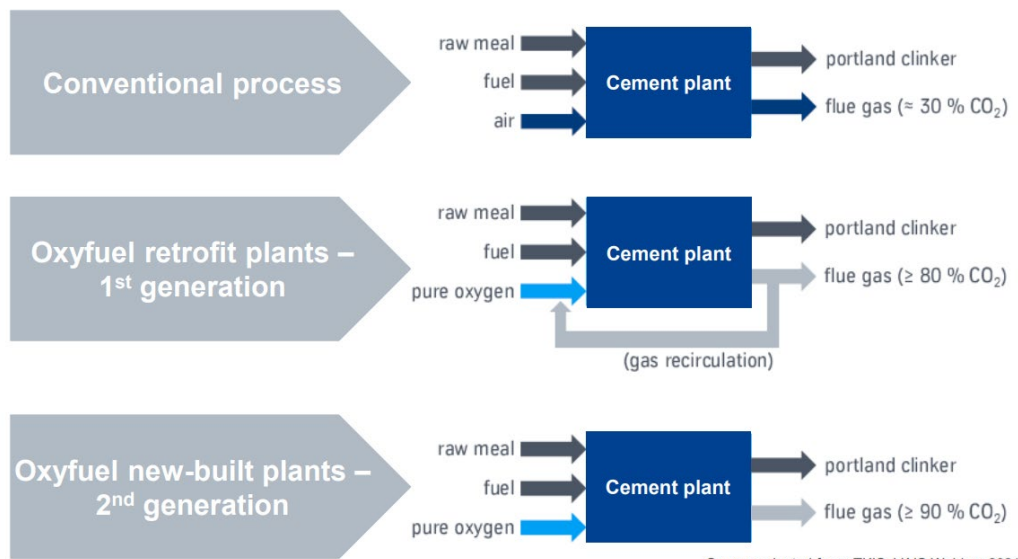 Conventional process
raw meal
fuel
air
Cement plant
portland clinker
flue gas (≈ 30 % CO₂)
Oxyfuel retrofit plants –
1st generation
raw meal
fuel
pure oxygen
Cement plant
portland clinker
flue gas (≥ 80 % CO₂)
(gas recirculation)
Oxyfuel new-built plants –
2nd generation
raw meal
fuel
pure oxygen
Cement plant
portland clinker
flue gas (≥ 90 % CO₂)